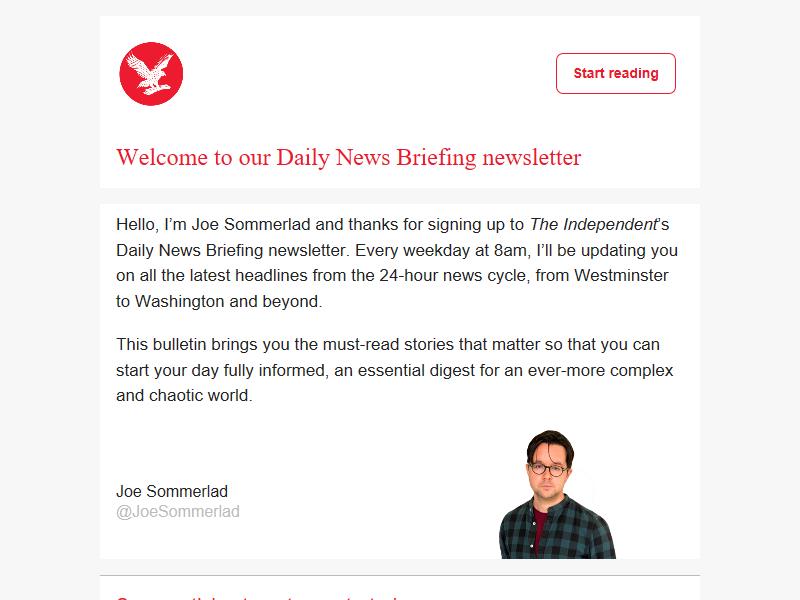 Start reading
Welcome to our Daily News Briefing newsletter
Hello, I’m Joe Sommerlad and thanks for signing up to The Independent’s
Daily News Briefing newsletter. Every weekday at 8am, I’ll be updating you
on all the latest headlines from the 24-hour news cycle, from Westminster
to Washington and beyond.
This bulletin brings you the must-read stories that matter so that you can
start your day fully informed, an essential digest for an ever-more complex
and chaotic world.
Joe Sommerlad
@JoeSommerlad